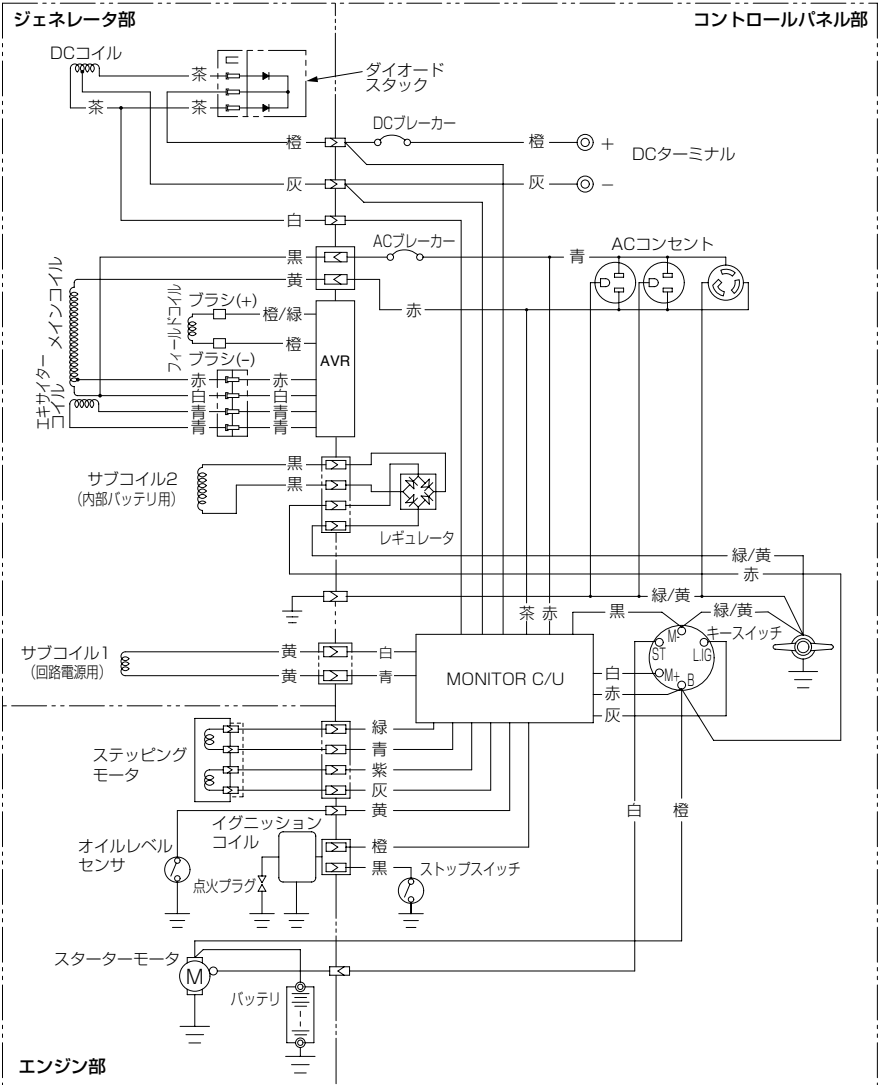 ジェネレータ部
コントロールパネル部
DCコイル
茶
茶
茶
ダイオード
スタック
橙
DCブレーカー
橙
+
DCターミナル
灰
灰
−
白
黒
ACブレーカー
青
ACコンセント
黄
赤
メインコイル
エキサイター
コイル
フィールドコイル
ブラシ(+)
橙/緑
橙
ブラシ(-)
AVR
赤
赤
白
白
青
青
青
青
サブコイル2
(内部バッテリ用)
黒
黒
レギュレータ
緑/黄
赤
緑/黄
茶
赤
黒
緑/黄
キースイッチ
M-
ST
L.IG
M+
B
サブコイル1
(回路電源用)
黄
白
黄
青
MONITOR C/U
白
赤
灰
ステッピング
モータ
緑
青
紫
灰
黄
白
橙
オイルレベル
センサ
イグニッション
コイル
点火プラグ
橙
黒
ストップスイッチ
スターターモータ
M
バッテリ
エンジン部